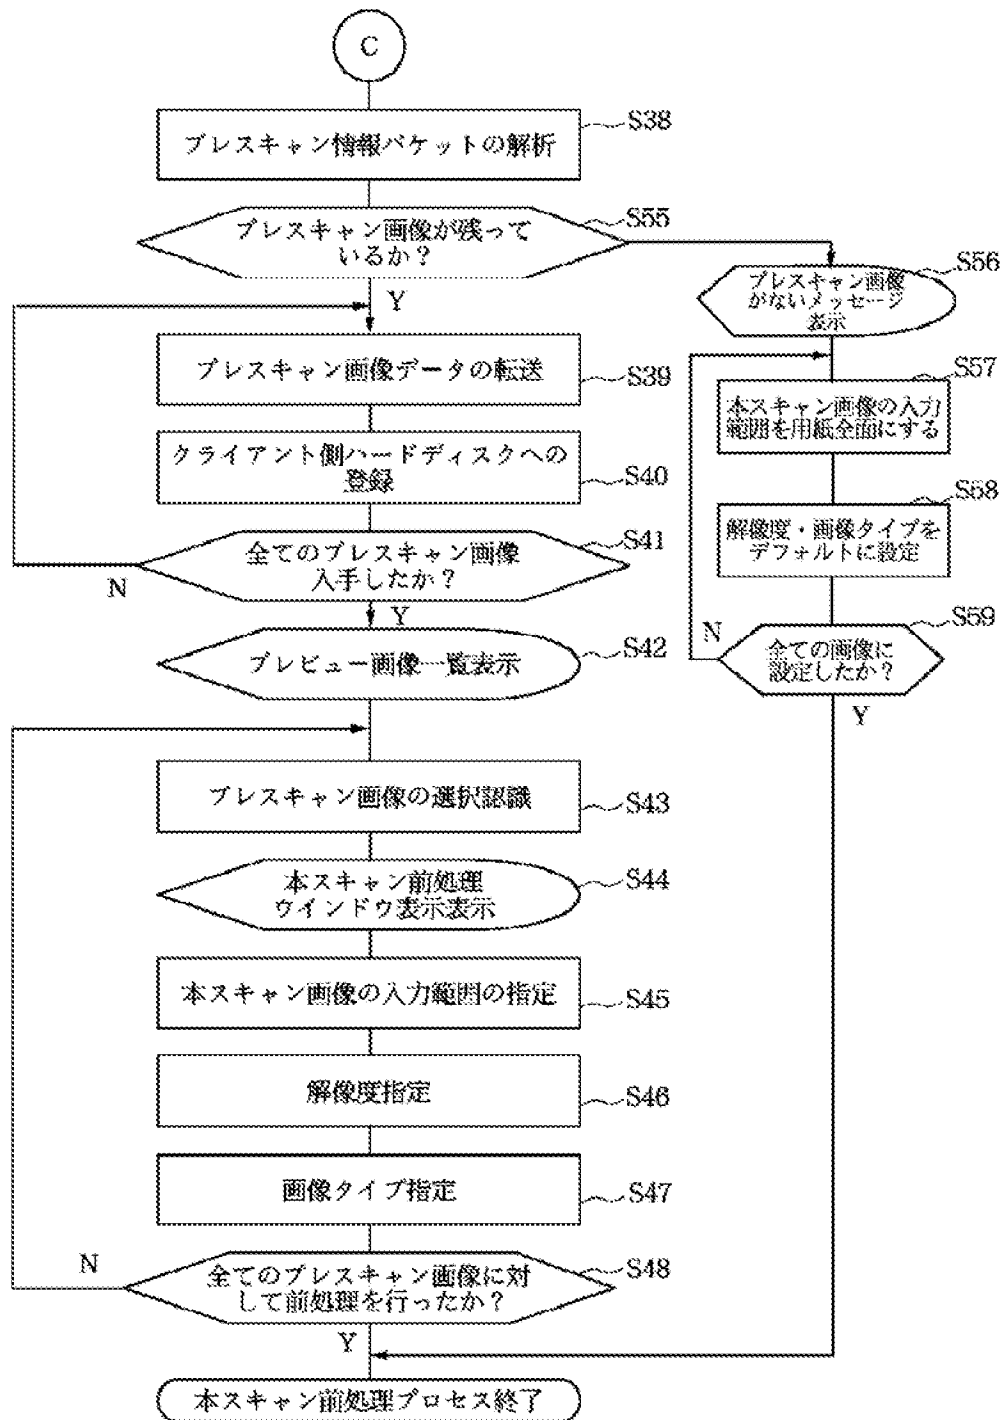 C
プレスキャン情報パケットの解析
S38
プレスキャン画像が残って
いるか？
S55
Y
プレスキャン画像
がないメッセージ
表示
S56
プレスキャン画像データの転送
S39
本スキャン画像の入力
範囲を用紙全面にする
S57
クライアント側ハードディスクへの
登録
S40
解像度・画像タイプを
デフォルトに設定
S58
全てのプレスキャン画像
入手したか？
S41
N
Y
全ての画像に
設定したか？
S59
N
Y
プレビュー画像一覧表示
S42
プレスキャン画像の選択認識
S43
本スキャン前処理
ウインドウ表示表示
S44
本スキャン画像の入力範囲の指定
S45
解像度指定
S46
画像タイプ指定
S47
全てのプレスキャン画像に対
して前処理を行ったか？
S48
N
Y
本スキャン前処理プロセス終了